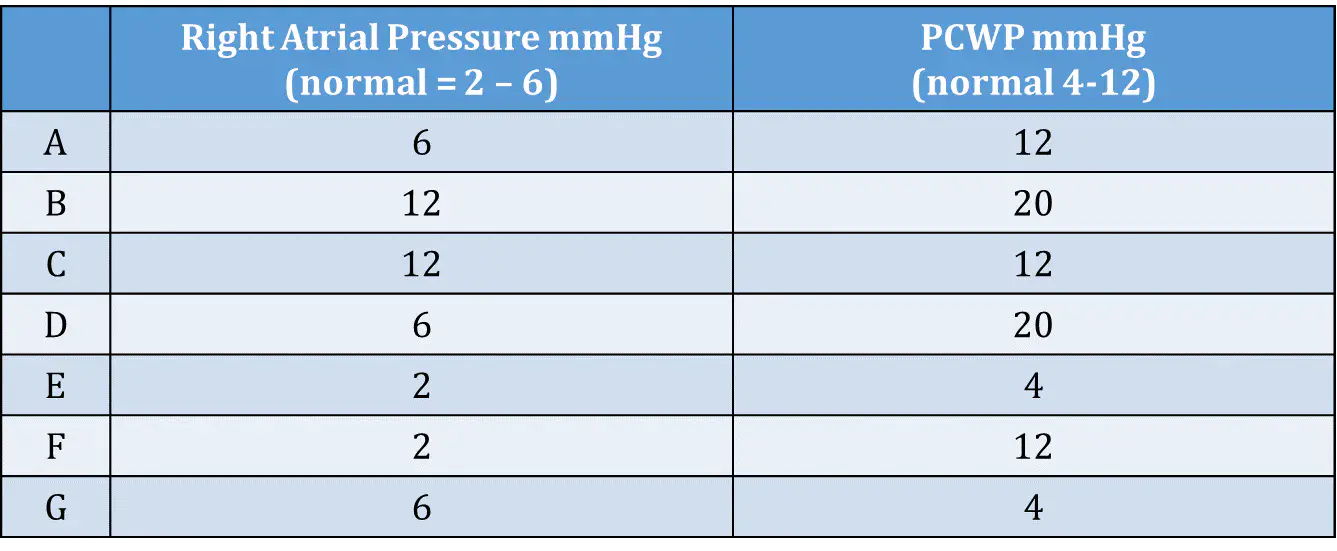 Right Atrial Pressure mmHg PCWP mmHg
(normal = 2 – 6) (normal 4-12)
A 6 12
B 12 20
C 12 12
D 6 20
E 2 4
F 2 12
G 6 4